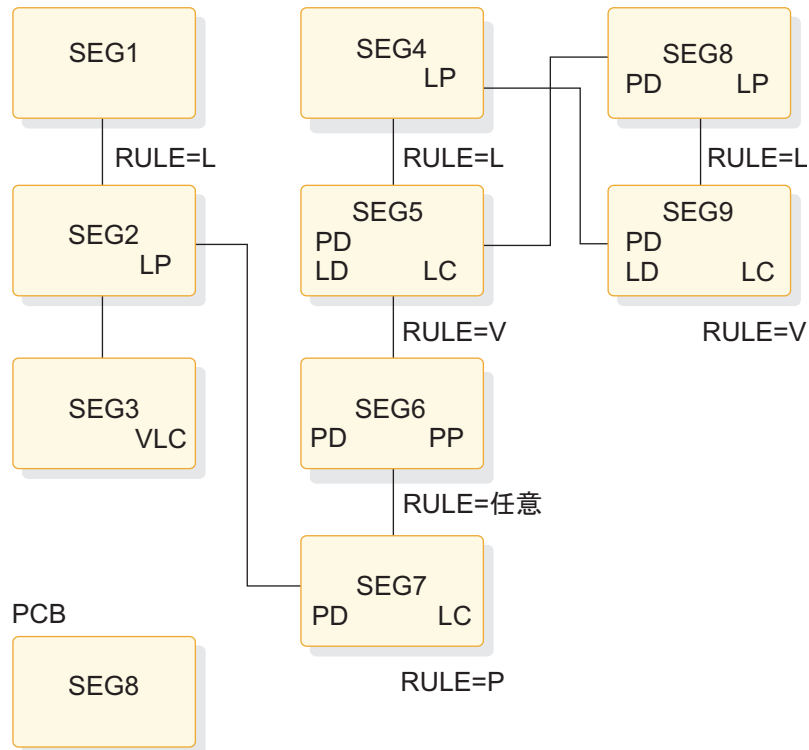 SEG1
RULE=L
SEG2
LP
SEG3
VLC
PCB
SEG8
SEG4
LP
RULE=L
SEG5
PD
LD LC
RULE=V
SEG6
PD PP
RULE=任意
SEG7
PD LC
RULE=P
SEG8
PD LP
RULE=L
SEG9
PD
LD LC
RULE=V